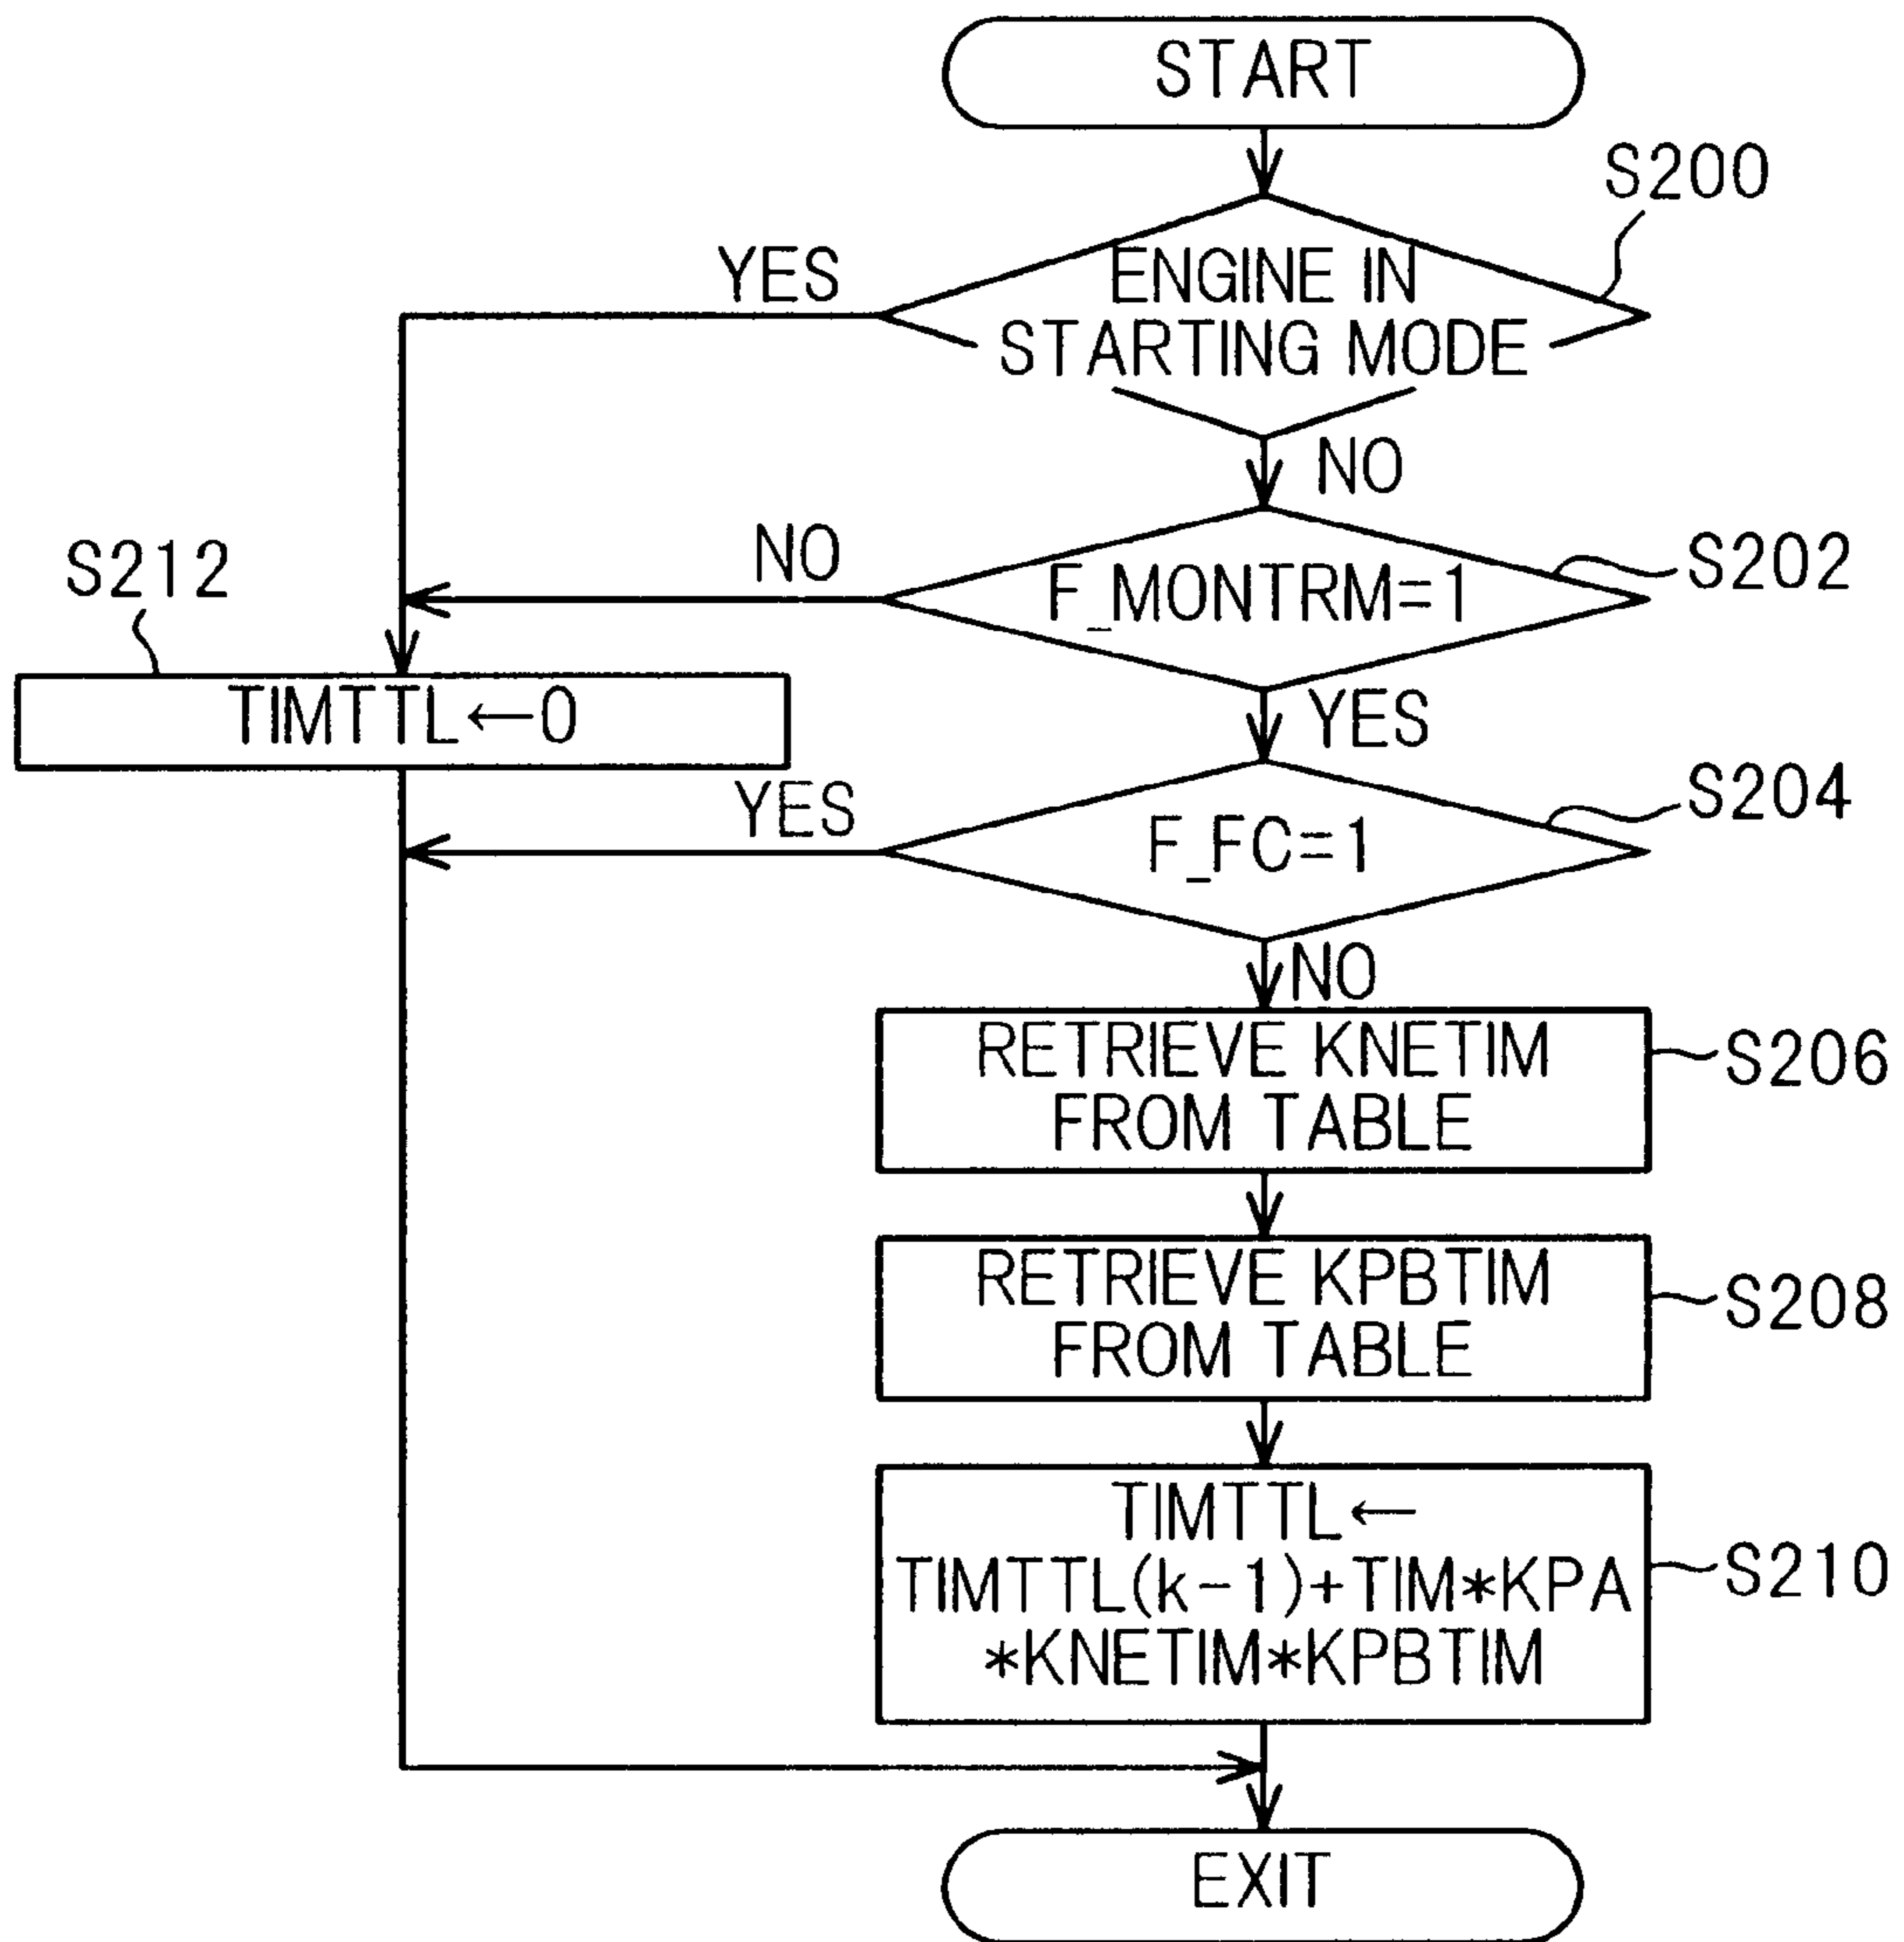 START
S200
YES
ENGINE IN
STARTING MODE
NO
S212
NO
F_MONTRM=1
S202
TIMTTL←0
YES
YES
F_FC=1
S204
NO
RETRIEVE KNETIM
FROM TABLE
S206
RETRIEVE KPBTIM
FROM TABLE
S208
TIMTTL←
TIMTTL(k-1)+TIM*KPA
*KNETIM*KPBTIM
S210
EXIT